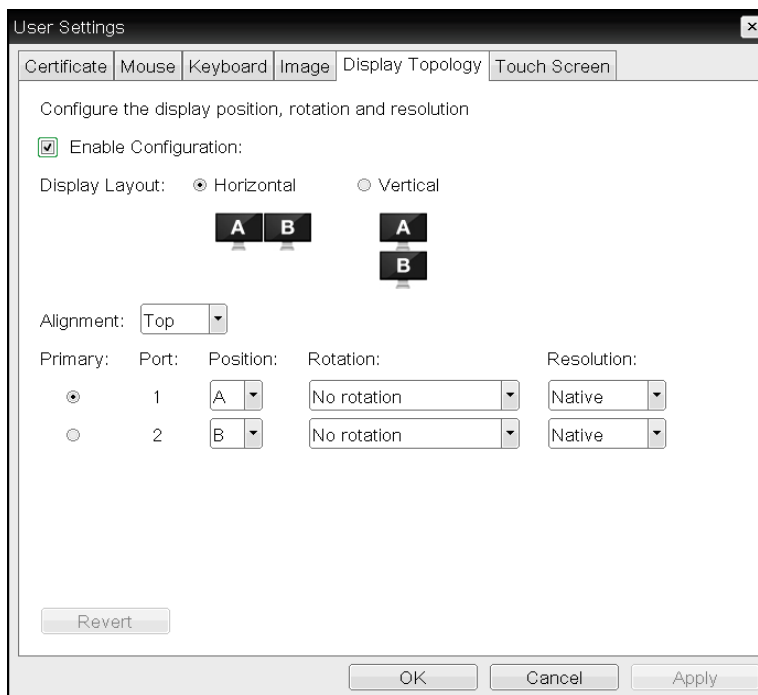 User Settings
Certificate Mouse Keyboard Image Display Topology Touch Screen
Configure the display position, rotation and resolution
Enable Configuration:
Display Layout: Horizontal Vertical
A B A
B
Alignment: Top
Primary: Port: Position: Rotation: Resolution:
1 A No rotation Native
2 B No rotation Native
Revert
OK Cancel Apply